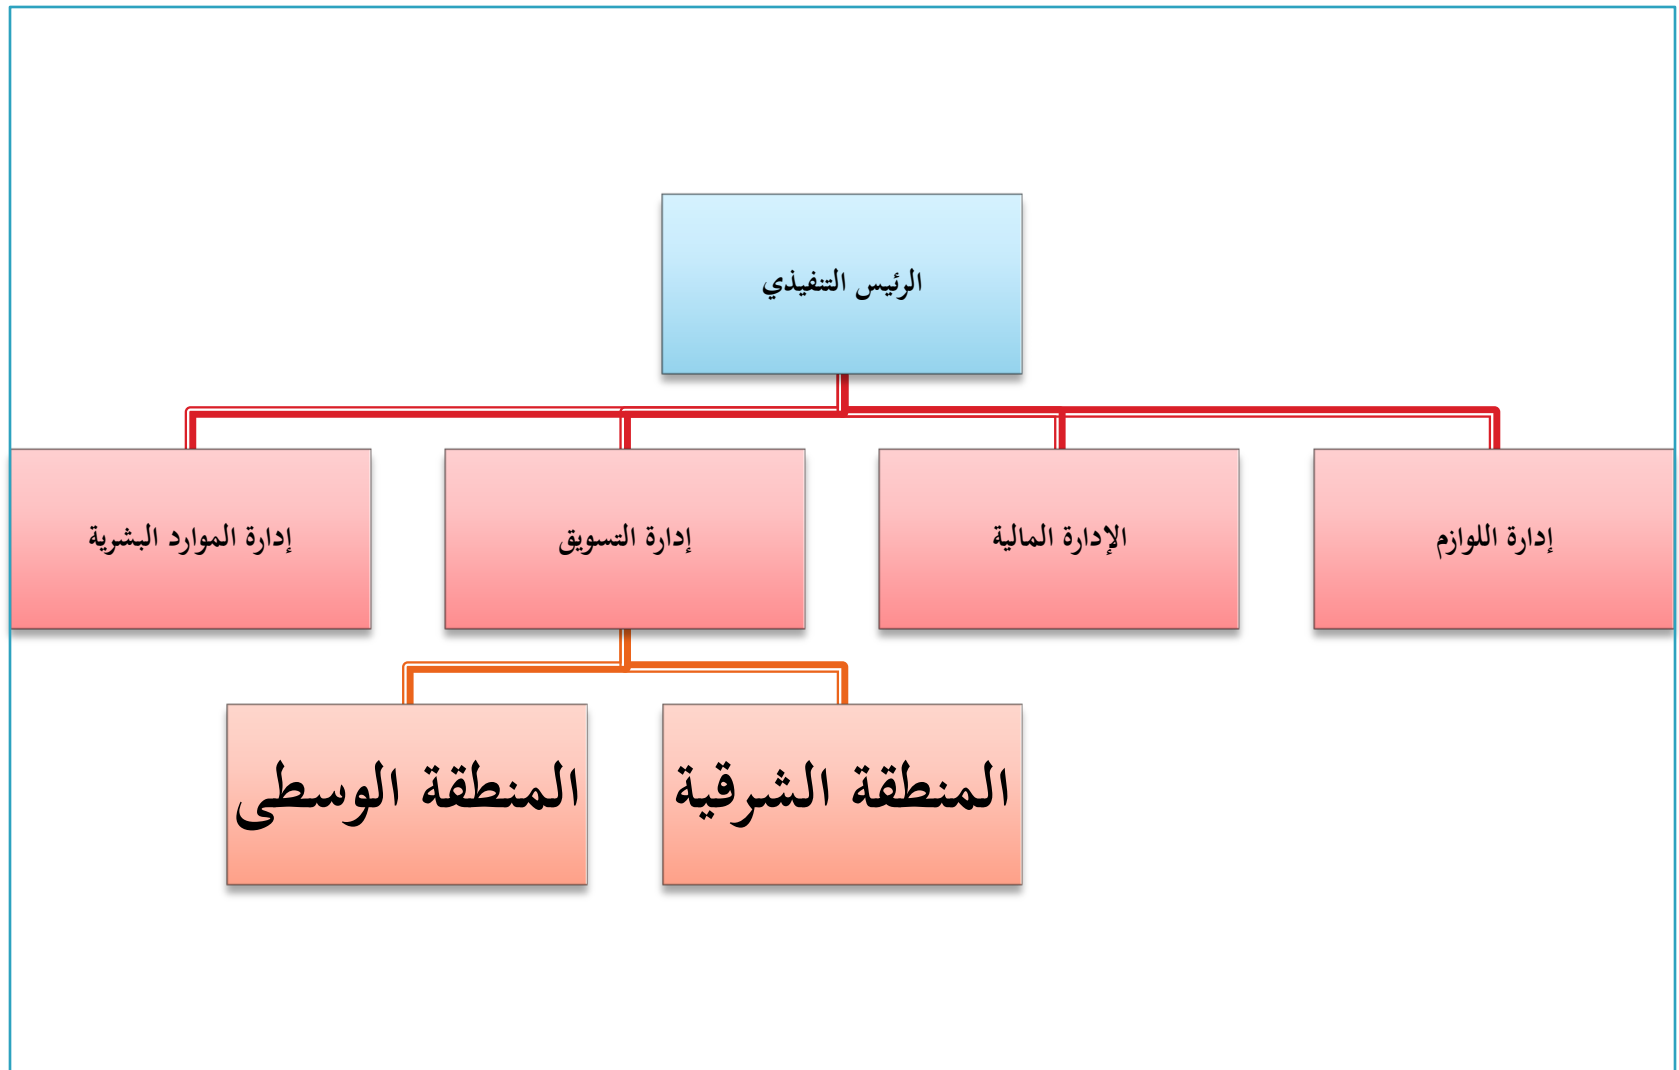 الرئيس التنفيذي
إدارة اللوازم
الإدارة المالية
إدارة التسويق
إدارة الموارد البشرية
المنطقة الشرقية
المنطقة الوسطى